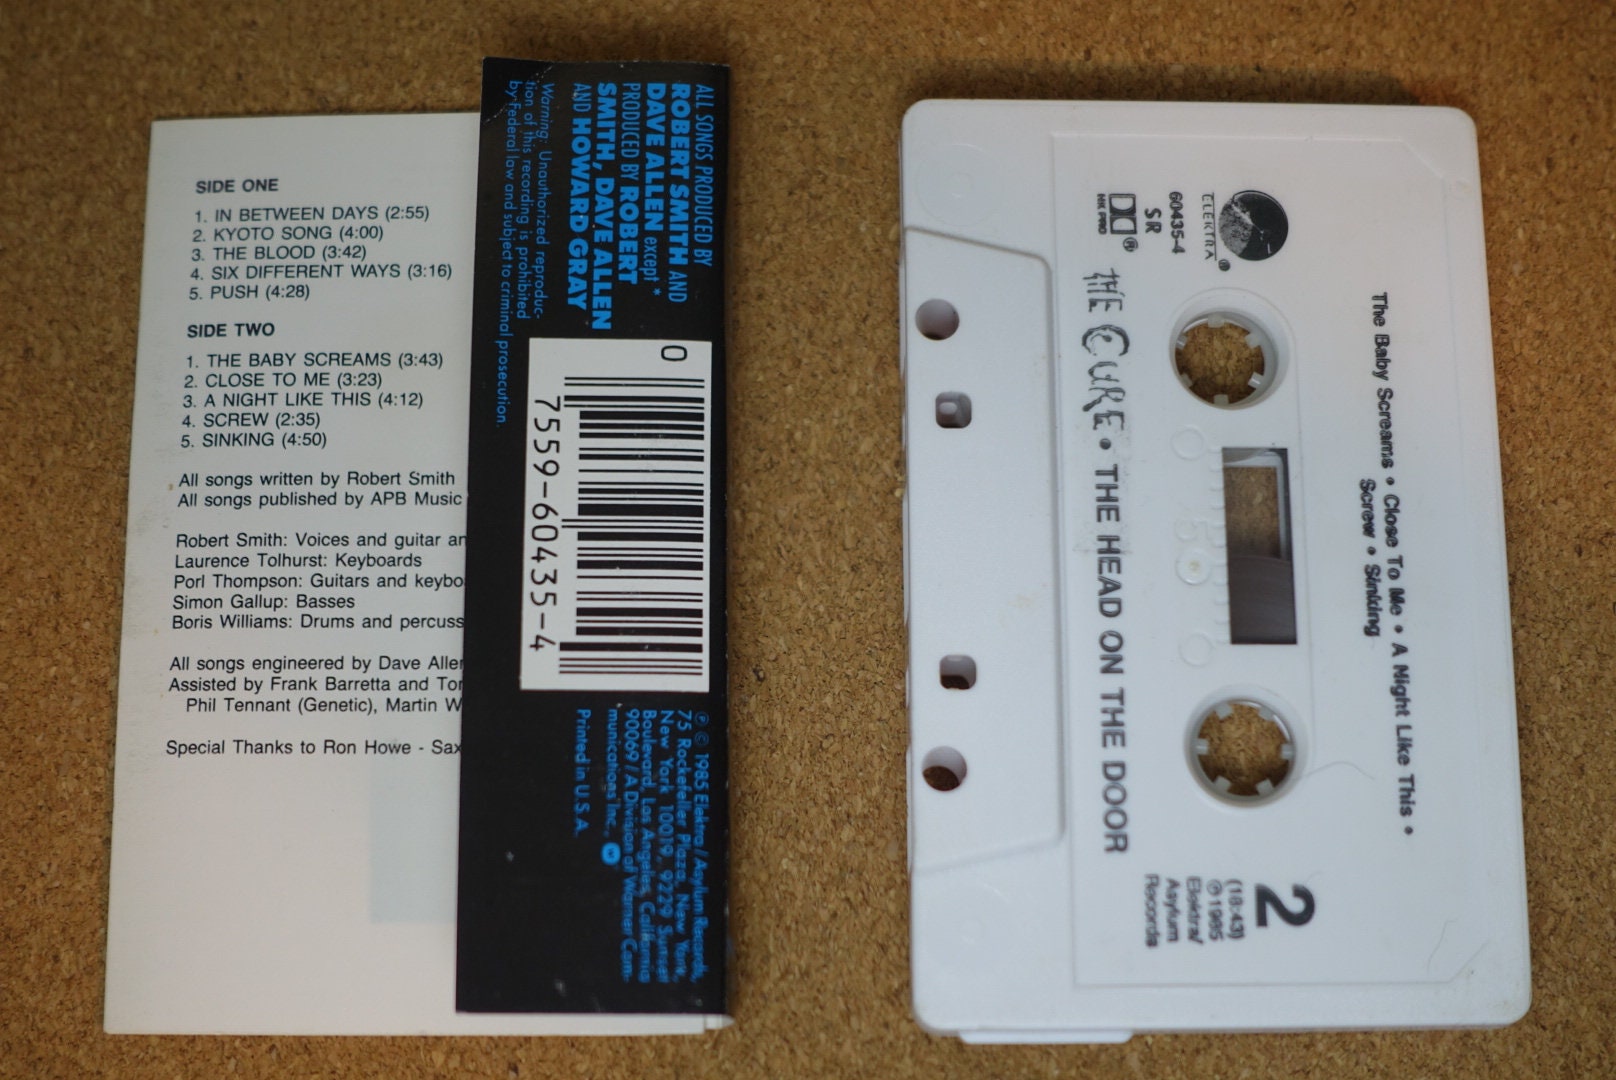 SIDE ONE
1. IN BETWEEN DAYS (2:55)
2. KYOTO SONG (4:00)
3. THE BLOOD (3:42)
4. SIX DIFFERENT WAYS (3:16)
5. PUSH (4:28)
SIDE TWO
1. THE BABY SCREAMS (3:43)
2. CLOSE TO ME (3:23)
3. A NIGHT LIKE THIS (4:12)
4. SCREW (2:35)
5. SINKING (4:50)
All songs written by Robert Smith
All songs published by APB Music
Robert Smith: Voices and guitar an
Laurence Tolhurst: Keyboards
Porl Thompson: Guitars and keybo
Simon Gallup: Basses
Boris Williams: Drums and percuss
All songs engineered by Dave Aller
Assisted by Frank Barretta and Tor
Phil Tennant (Genetic), Martin W
Special Thanks to Ron Howe - Sax
ALL SONGS PRODUCED BY
ROBERT SMITH AND
DAVE ALLEN except *
PRODUCED BY ROBERT
SMITH, DAVE ALLEN
AND HOWARD GRAY
Warning: Unauthorized reproduc-
tion of this recording is prohibited
by Federal law and subject to criminal prosecution.
0
7559-60435-4
℗ © 1985 Elektra/Asylum Records,
75 Rockefeller Plaza, New York,
New York 10019. 9229 Sunset
Boulevard, Los Angeles, California
90069/A Division of Warner Com-
munications Inc.,
Printed in U.S.A.
ELEKTRA®
60435-4
SR
®
HX PRO
The Baby Screams • Close To Me • A Night Like This •
Screw • Sinking
THE CURE • THE HEAD ON THE DOOR
2
(18:43)
℗1985
Elektra/
Asylum
Records
50